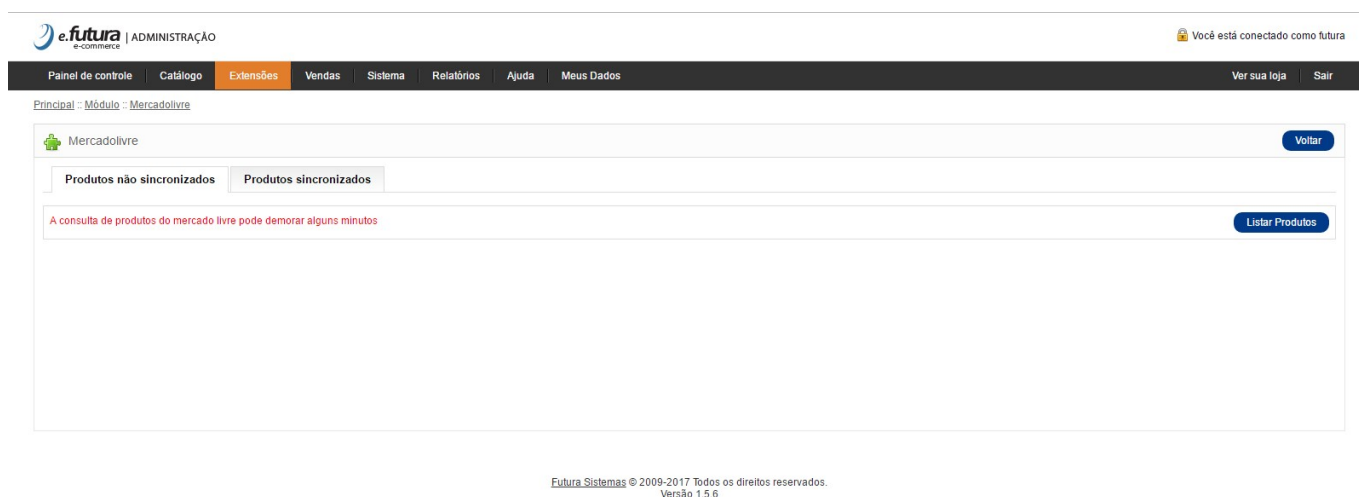 e.futura | ADMINISTRAÇÃO
e-commerce
Você está conectado como futura
Painel de controle Catálogo Extensões Vendas Sistema Relatórios Ajuda Meus Dados Ver sua loja Sair
Principal :: Módulo :: Mercadolivre
Mercadolivre Voltar
Produtos não sincronizados Produtos sincronizados
A consulta de produtos do mercado livre pode demorar alguns minutos Listar Produtos
Futura Sistemas © 2009-2017 Todos os direitos reservados.
Versão 1.5.6